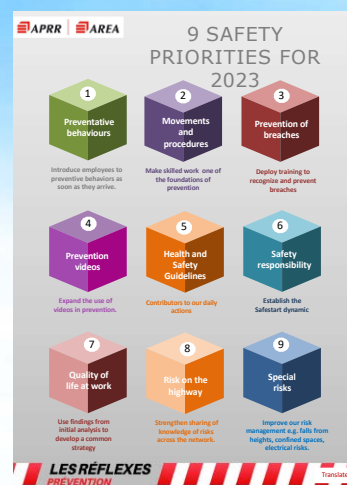 APRR AREA
9 SAFETY
PRIORITIES FOR
2023
1
Preventative
behaviours
Introduce employees to
preventive behaviors as
soon as they arrive.
2
Movements
and
procedures
Make skilled work one of
the foundations of
prevention
3
Prevention of
breaches
Deploy training to
recognize and prevent
breaches
4
Prevention
videos
Expand the use of
videos in prevention.
5
Health and
Safety
Guidelines
Contributors to our daily
actions
6
Safety
responsibility
Establish the
Safestart dynamic
7
Quality of
life at work
Use findings from
initial analysis to
develop a common
strategy
8
Risk on the
highway
Strengthen sharing of
knowledge of risks
across the network.
9
Special
risks
Improve our risk
management e.g. falls from
heights, confined spaces,
electrical risks.
LES RÉFLEXES
PRÉVENTION
Translate